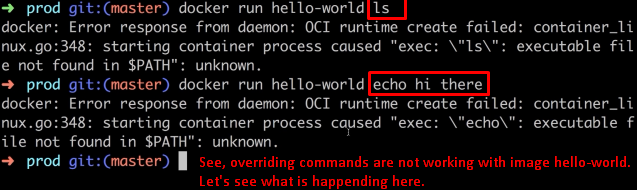 ➜ prod git:(master) docker run hello-world ls
docker: Error response from daemon: OCI runtime create failed: container_li
nux.go:348: starting container process caused "exec: \"ls\": executable fil
e not found in $PATH": unknown.
➜ prod git:(master) docker run hello-world echo hi there
docker: Error response from daemon: OCI runtime create failed: container_li
nux.go:348: starting container process caused "exec: \"echo\": executable f
ile not found in $PATH": unknown.
➜ prod git:(master)
See, overriding commands are not working with image hello-world.
Let's see what is happending here.